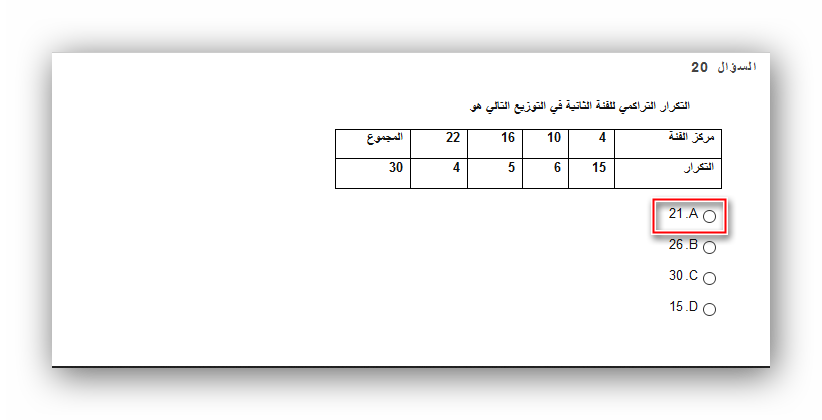 السؤال 20
التكرار التراكمي للفئة الثانية في التوزيع التالي هو
مركز الفئة 4 10 16 22 المجموع
التكرار 15 6 5 4 30
21.A
26.B
30.C
15.D